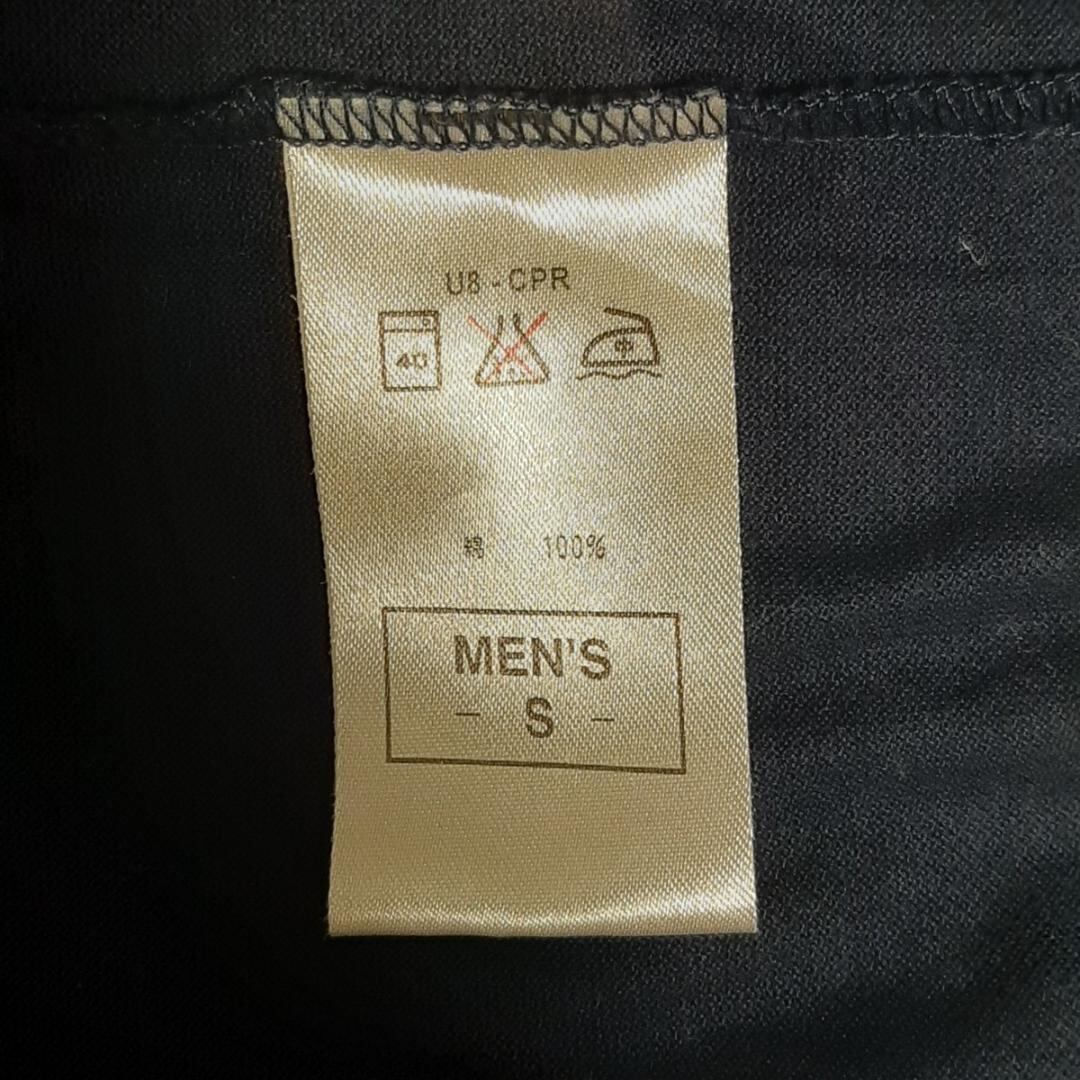 U8 - CPR
40
綿 100%
MEN'S
- S -